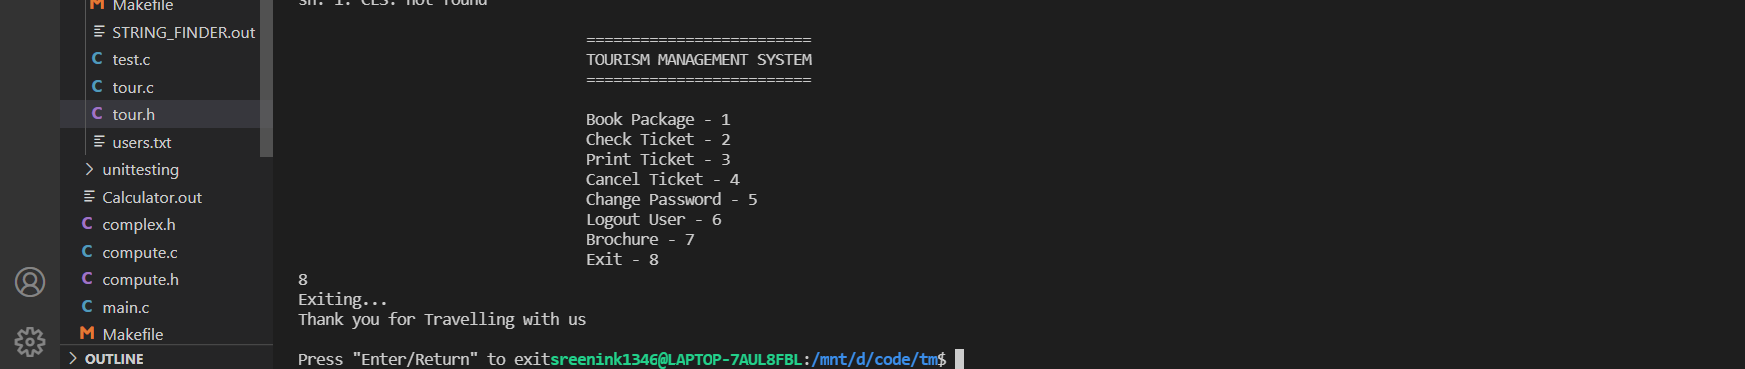 Makefile
STRING_FINDER.out
test.c
tour.c
tour.h
users.txt
unittesting
Calculator.out
complex.h
compute.c
compute.h
main.c
Makefile
OUTLINE
sh: 1: CLS: not found
=========================
TOURISM MANAGEMENT SYSTEM
=========================
Book Package - 1
Check Ticket - 2
Print Ticket - 3
Cancel Ticket - 4
Change Password - 5
Logout User - 6
Brochure - 7
Exit - 8
8
Exiting...
Thank you for Travelling with us
Press "Enter/Return" to exitsreenink1346@LAPTOP-7AUL8FBL:/mnt/d/code/tm$